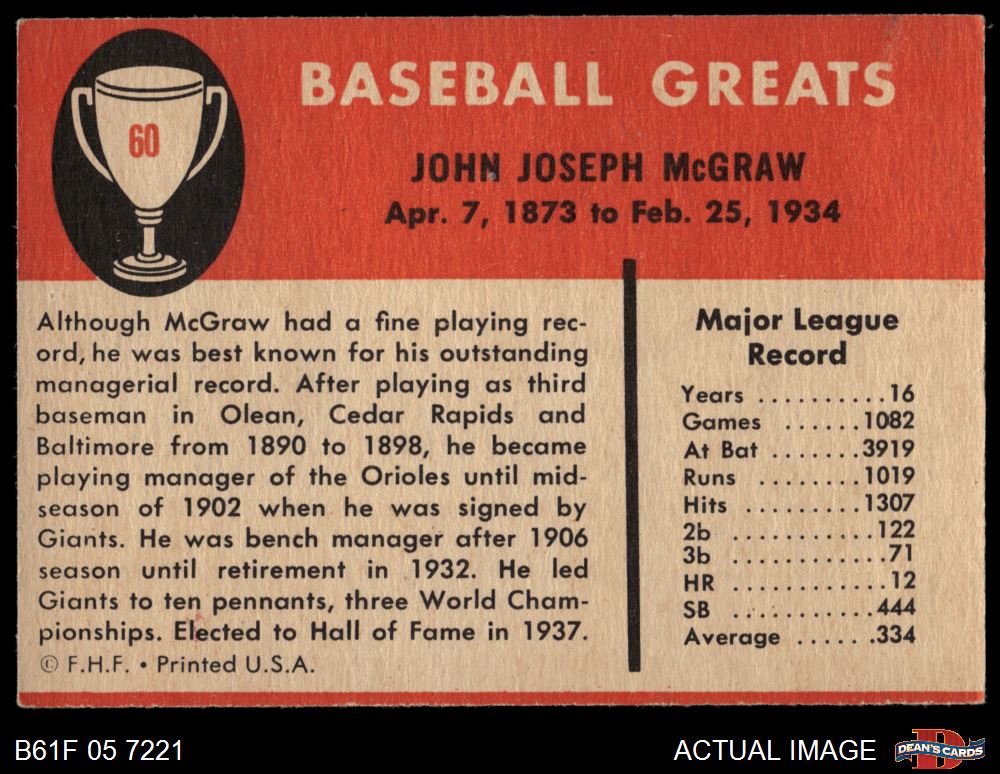 60
BASEBALL GREATS
JOHN JOSEPH McGRAW
Apr. 7, 1873 to Feb. 25, 1934
Although McGraw had a fine playing rec-
ord, he was best known for his outstanding
managerial record. After playing as third
baseman in Olean, Cedar Rapids and
Baltimore from 1890 to 1898, he became
playing manager of the Orioles until mid-
season of 1902 when he was signed by
Giants. He was bench manager after 1906
season until retirement in 1932. He led
Giants to ten pennants, three World Cham-
pionships. Elected to Hall of Fame in 1937.
© F.H.F. • Printed U.S.A.
Major League
Record
Years . . . . . . . . . . 16
Games . . . . . . 1082
At Bat . . . . . . . 3919
Runs . . . . . . . . 1019
Hits . . . . . . . . . 1307
2b . . . . . . . . . . . 122
3b . . . . . . . . . . . . 71
HR . . . . . . . . . . . . 12
SB . . . . . . . . . . . 444
Average . . . . . . .334
B61F 05 7221
ACTUAL IMAGE
D
DEAN'S CARDS